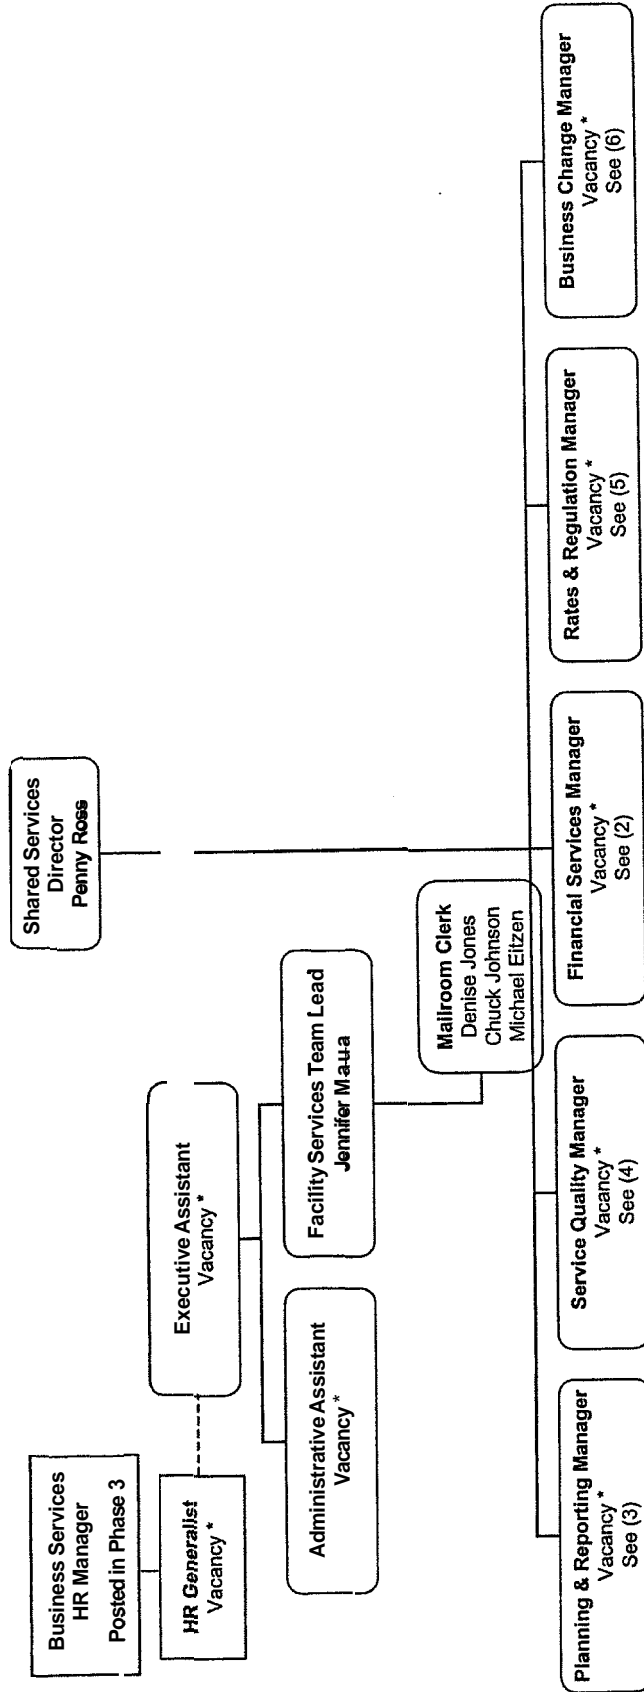 Shared Services
Director
Penny Ross
Business Services
HR Manager
Posted in Phase 3
HR Generalist
Vacancy *
Executive Assistant
Vacancy *
Administrative Assistant
Vacancy *
Facility Services Team Lead
Jennifer Maua
Mailroom Clerk
Denise Jones
Chuck Johnson
Michael Eitzen
Planning & Reporting Manager
Vacancy *
See (3)
Service Quality Manager
Vacancy *
See (4)
Financial Services Manager
Vacancy *
See (2)
Rates & Regulation Manager
Vacancy *
See (5)
Business Change Manager
Vacancy *
See (6)